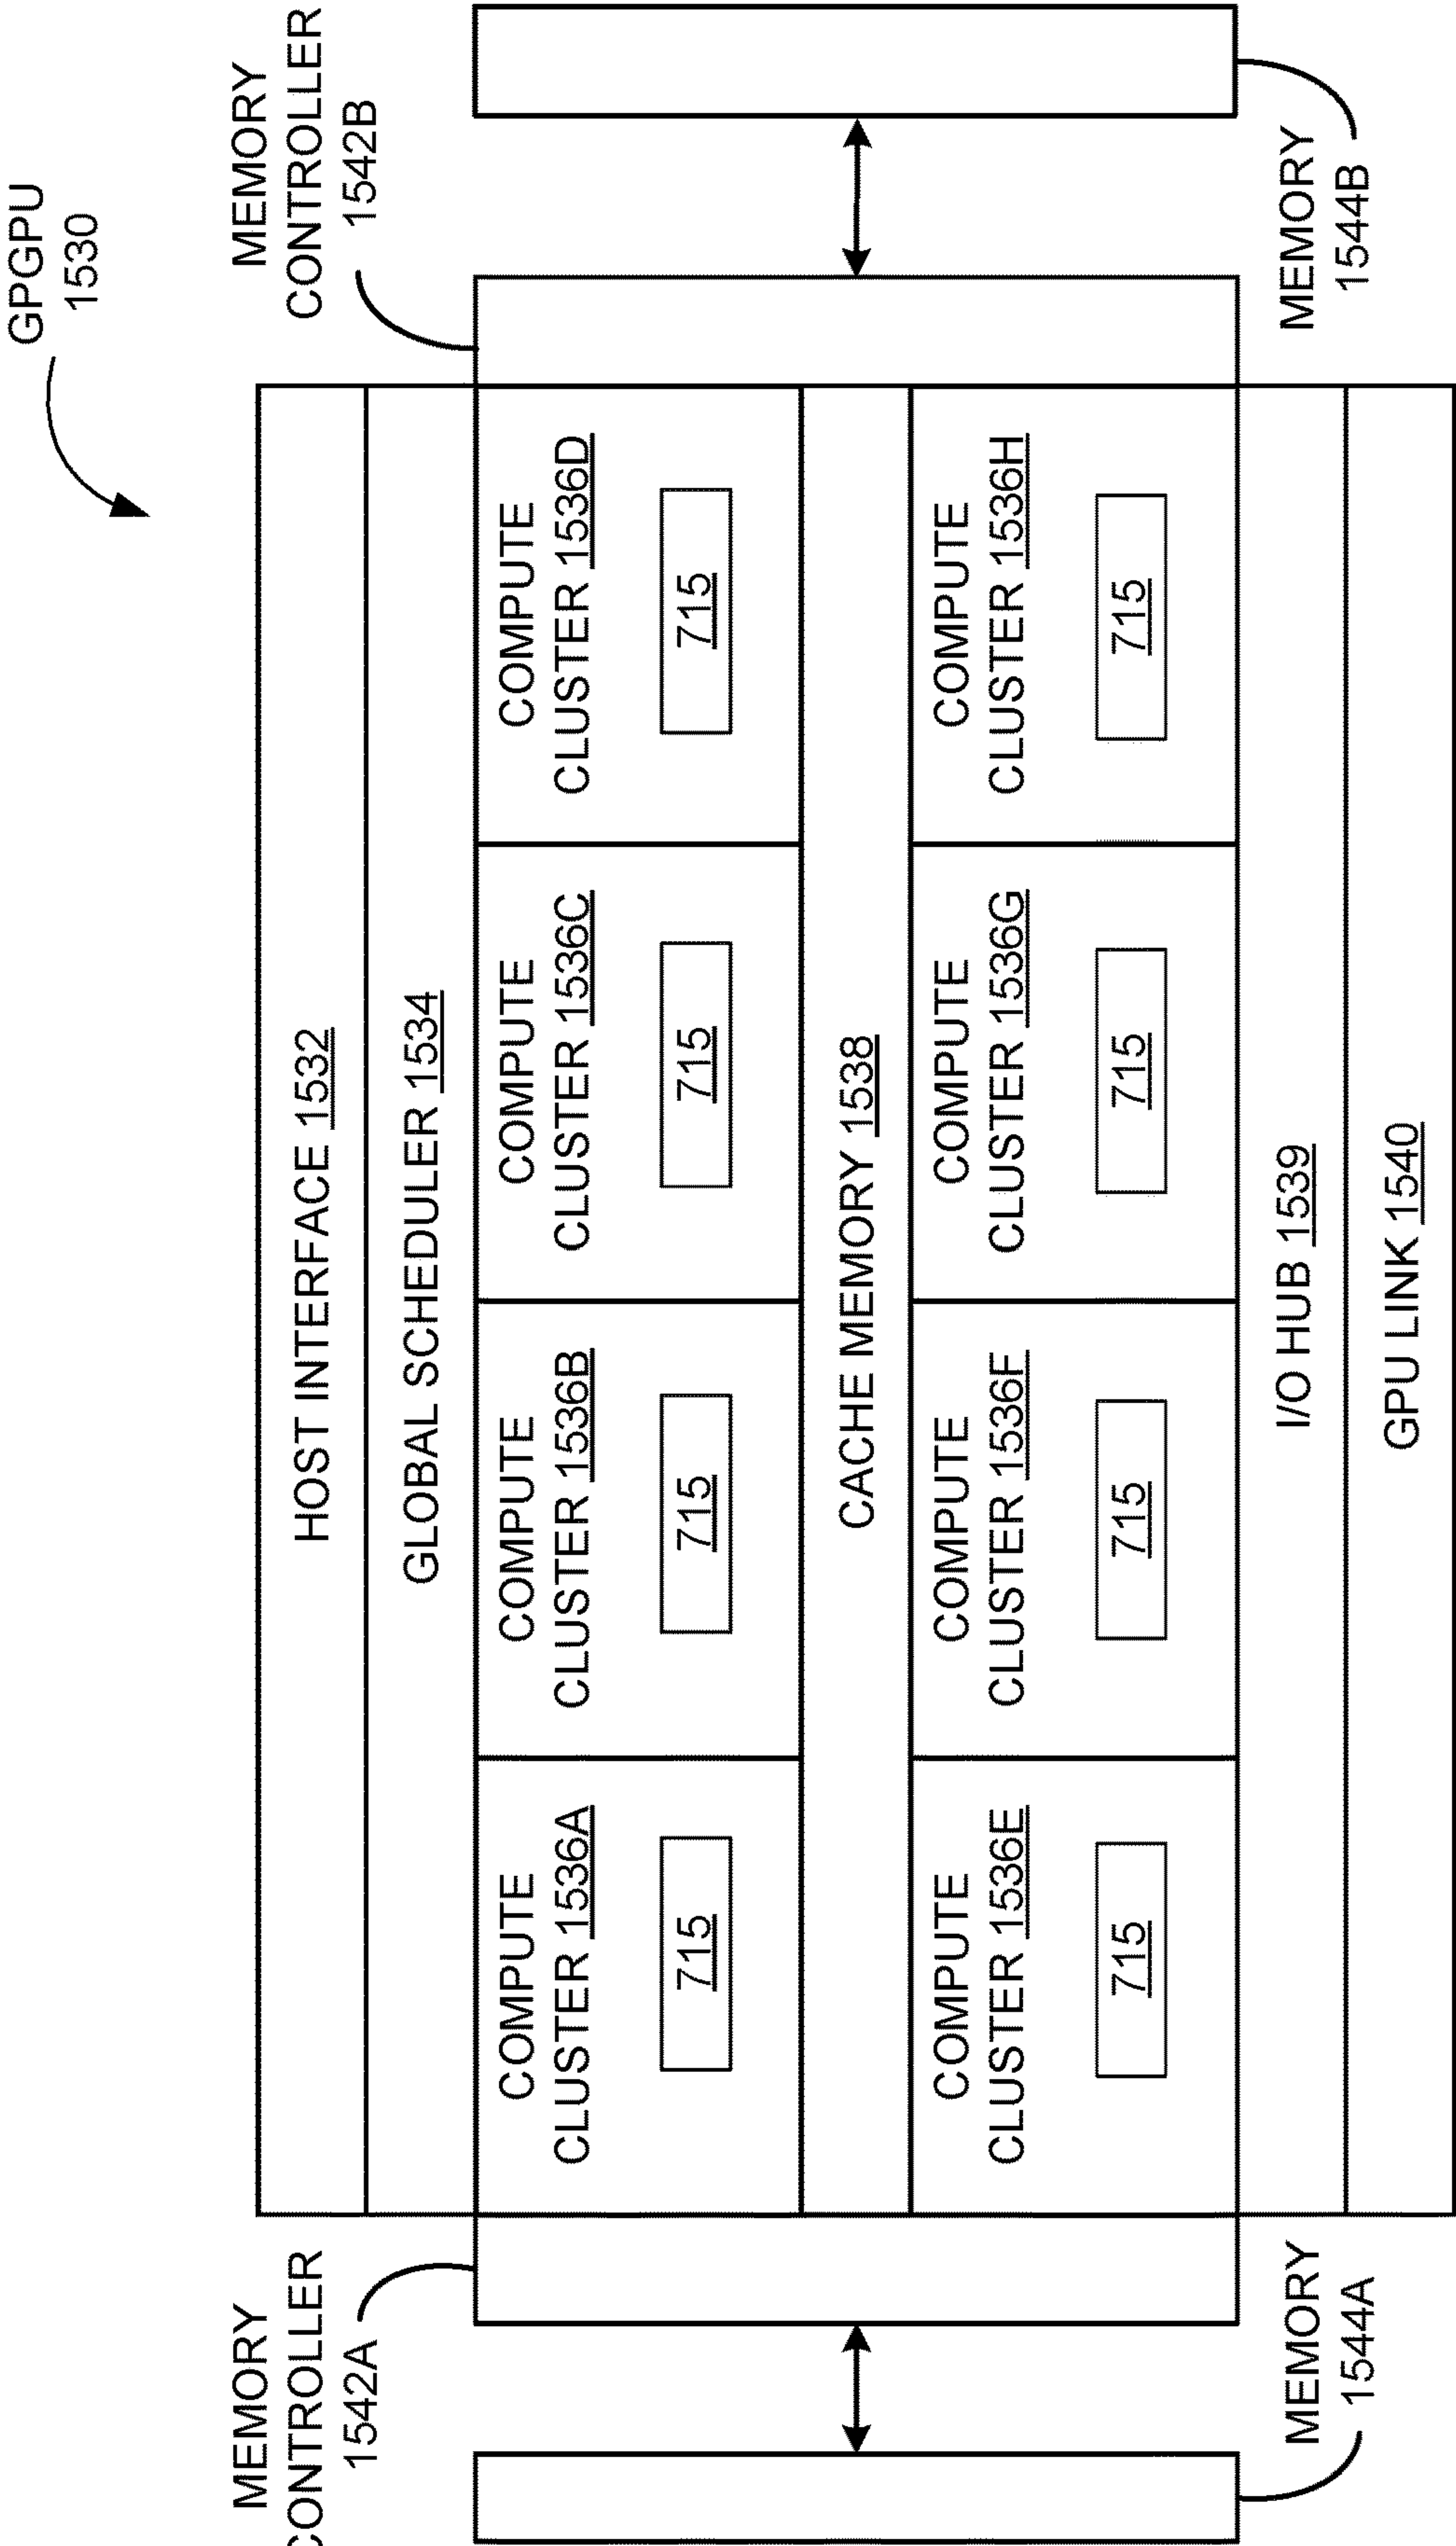 GPGPU
1530
MEMORY
CONTROLLER
1542A
MEMORY
CONTROLLER
1542B
HOST INTERFACE 1532
GLOBAL SCHEDULER 1534
COMPUTE
CLUSTER 1536A
715
COMPUTE
CLUSTER 1536B
715
COMPUTE
CLUSTER 1536C
715
COMPUTE
CLUSTER 1536D
715
CACHE MEMORY 1538
COMPUTE
CLUSTER 1536E
715
COMPUTE
CLUSTER 1536F
715
COMPUTE
CLUSTER 1536G
715
COMPUTE
CLUSTER 1536H
715
I/O HUB 1539
GPU LINK 1540
MEMORY
1544A
MEMORY
1544B